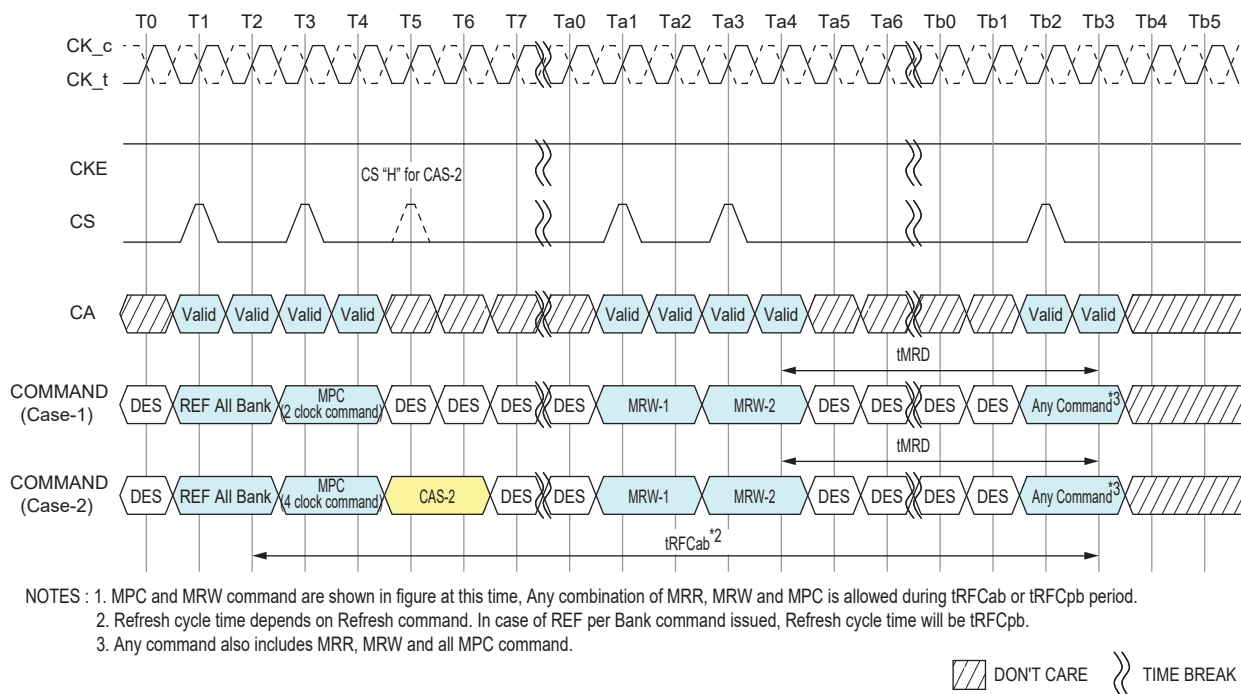 T0 T1 T2 T3 T4 T5 T6 T7 Ta0 Ta1 Ta2 Ta3 Ta4 Ta5 Ta6 Tb0 Tb1 Tb2 Tb3 Tb4 Tb5
CK_c
CK_t
CKE
CS “H” for CAS-2
CS
CA Valid Valid Valid Valid Valid Valid Valid Valid Valid Valid
tMRD
COMMAND
(Case-1)
DES REF All Bank MPC (2 clock command) DES DES DES DES MRW-1 MRW-2 DES DES DES DES Any Command*3
tMRD
COMMAND
(Case-2)
DES REF All Bank MPC (4 clock command) CAS-2 DES DES MRW-1 MRW-2 DES DES DES DES Any Command*3
tRFCab*2
NOTES : 1. MPC and MRW command are shown in figure at this time, Any combination of MRR, MRW and MPC is allowed during tRFCab or tRFCpb period.
2. Refresh cycle time depends on Refresh command. In case of REF per Bank command issued, Refresh cycle time will be tRFCpb.
3. Any command also includes MRR, MRW and all MPC command.
DON'T CARE TIME BREAK